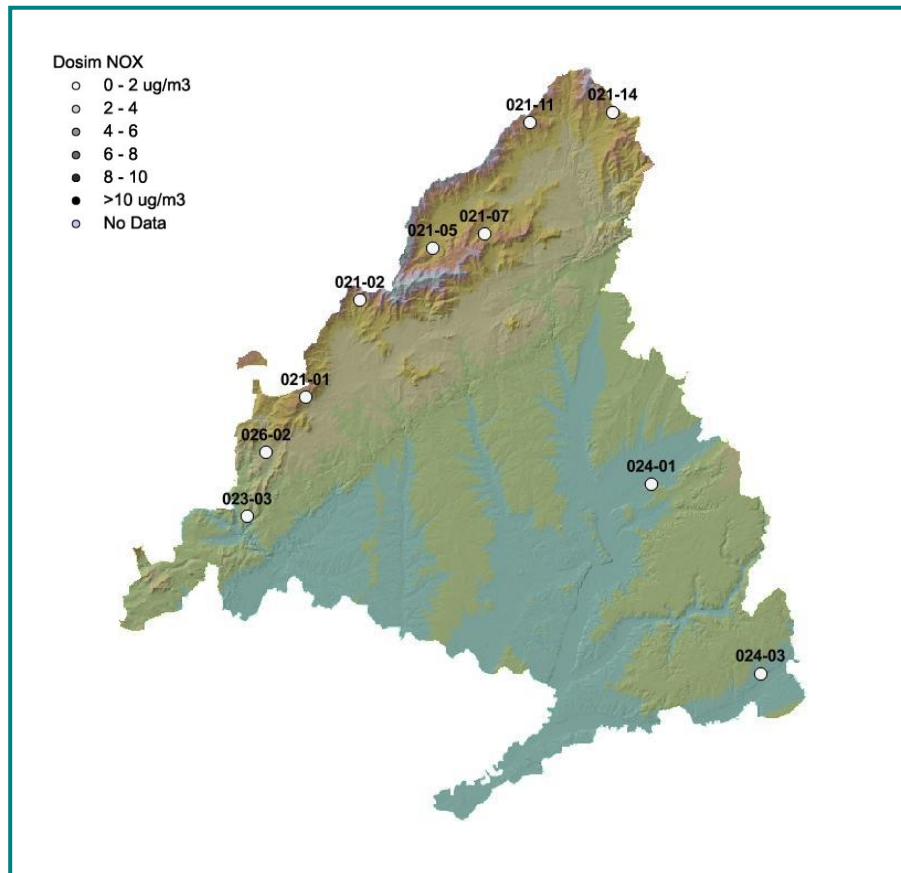 Dosim NOX
0 - 2 ug/m3
2 - 4
4 - 6
6 - 8
8 - 10
>10 ug/m3
No Data
021-14
021-11
021-07
021-05
021-02
021-01
026-02
024-01
023-03
024-03